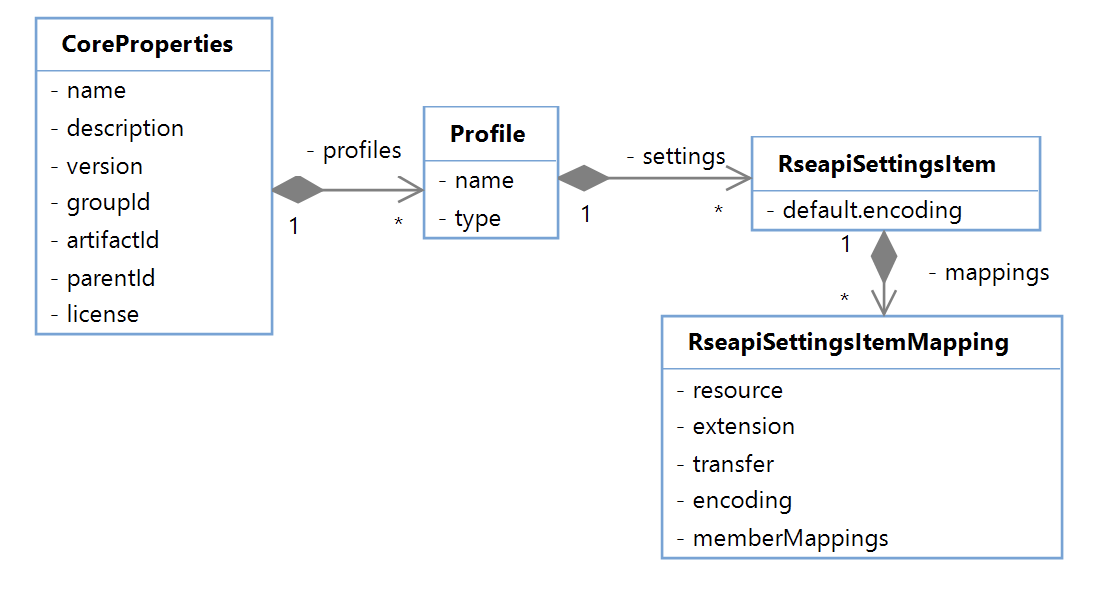 CoreProperties
- name
- description
- version
- groupId
- artifactId
- parentId
- license
- profiles
1
*
Profile
- name
- type
- settings
1
*
RseapiSettingsItem
- default.encoding
1
- mappings
*
RseapiSettingsItemMapping
- resource
- extension
- transfer
- encoding
- memberMappings